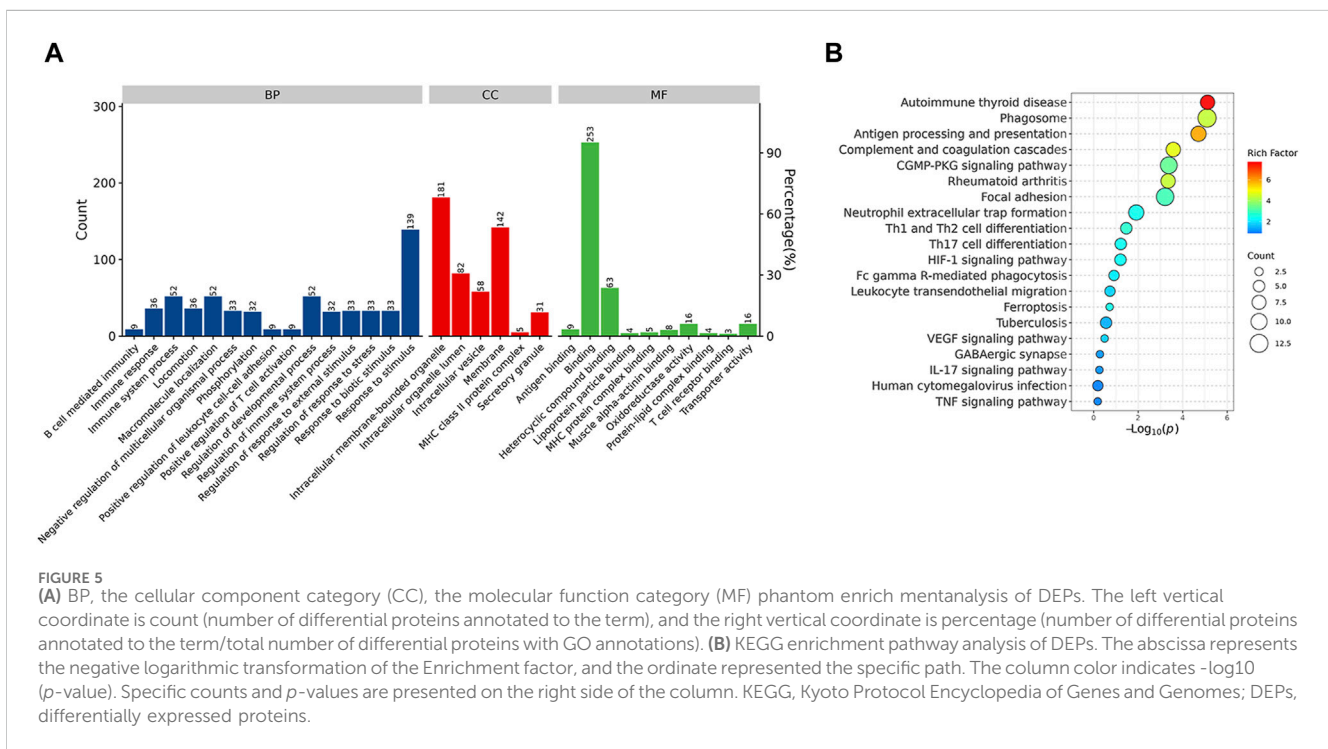 A
BP
CC
MF
Count
300
200
100
0
Percentage(%)
90
60
30
0
9
36
52
36
52
33
32
9
9
52
32
33
33
33
139
181
82
58
142
5
31
9
253
63
4
5
8
16
4
3
16
B cell mediated immunity
Immune response
Immune system process
Locomotion
Macromolecule localization
Negative regulation of multicellular organismal process
Phosphorylation
Positive regulation of leukocyte cell-cell adhesion
Positive regulation of T cell activation
Regulation of developmental process
Regulation of immune system process
Regulation of response to external stimulus
Regulation of response to stress
Response to biotic stimulus
Response to stimulus
Intracellular membrane-bounded organelle
Intracellular organelle lumen
Intracellular vesicle
Membrane
MHC class II protein complex
Secretory granule
Antigen binding
Binding
Heterocyclic compound binding
Lipoprotein particle binding
MHC protein complex binding
Muscle alpha-actinin binding
Oxidoreductase activity
Protein-lipid complex binding
T cell receptor binding
Transporter activity
B
Autoimmune thyroid disease
Phagosome
Antigen processing and presentation
Complement and coagulation cascades
CGMP-PKG signaling pathway
Rheumatoid arthritis
Focal adhesion
Neutrophil extracellular trap formation
Th1 and Th2 cell differentiation
Th17 cell differentiation
HIF-1 signaling pathway
Fc gamma R-mediated phagocytosis
Leukocyte transendothelial migration
Ferroptosis
Tuberculosis
VEGF signaling pathway
GABAergic synapse
IL-17 signaling pathway
Human cytomegalovirus infection
TNF signaling pathway
0 2 4 6
−Log10(p)
Rich Factor
6
4
2
Count
2.5
5.0
7.5
10.0
12.5
FIGURE 5
(A) BP, the cellular component category (CC), the molecular function category (MF) phantom enrich mentanalysis of DEPs. The left vertical
coordinate is count (number of differential proteins annotated to the term), and the right vertical coordinate is percentage (number of differential proteins
annotated to the term/total number of differential proteins with GO annotations). (B) KEGG enrichment pathway analysis of DEPs. The abscissa represents
the negative logarithmic transformation of the Enrichment factor, and the ordinate represented the specific path. The column color indicates -log10
(p-value). Specific counts and p-values are presented on the right side of the column. KEGG, Kyoto Protocol Encyclopedia of Genes and Genomes; DEPs,
differentially expressed proteins.